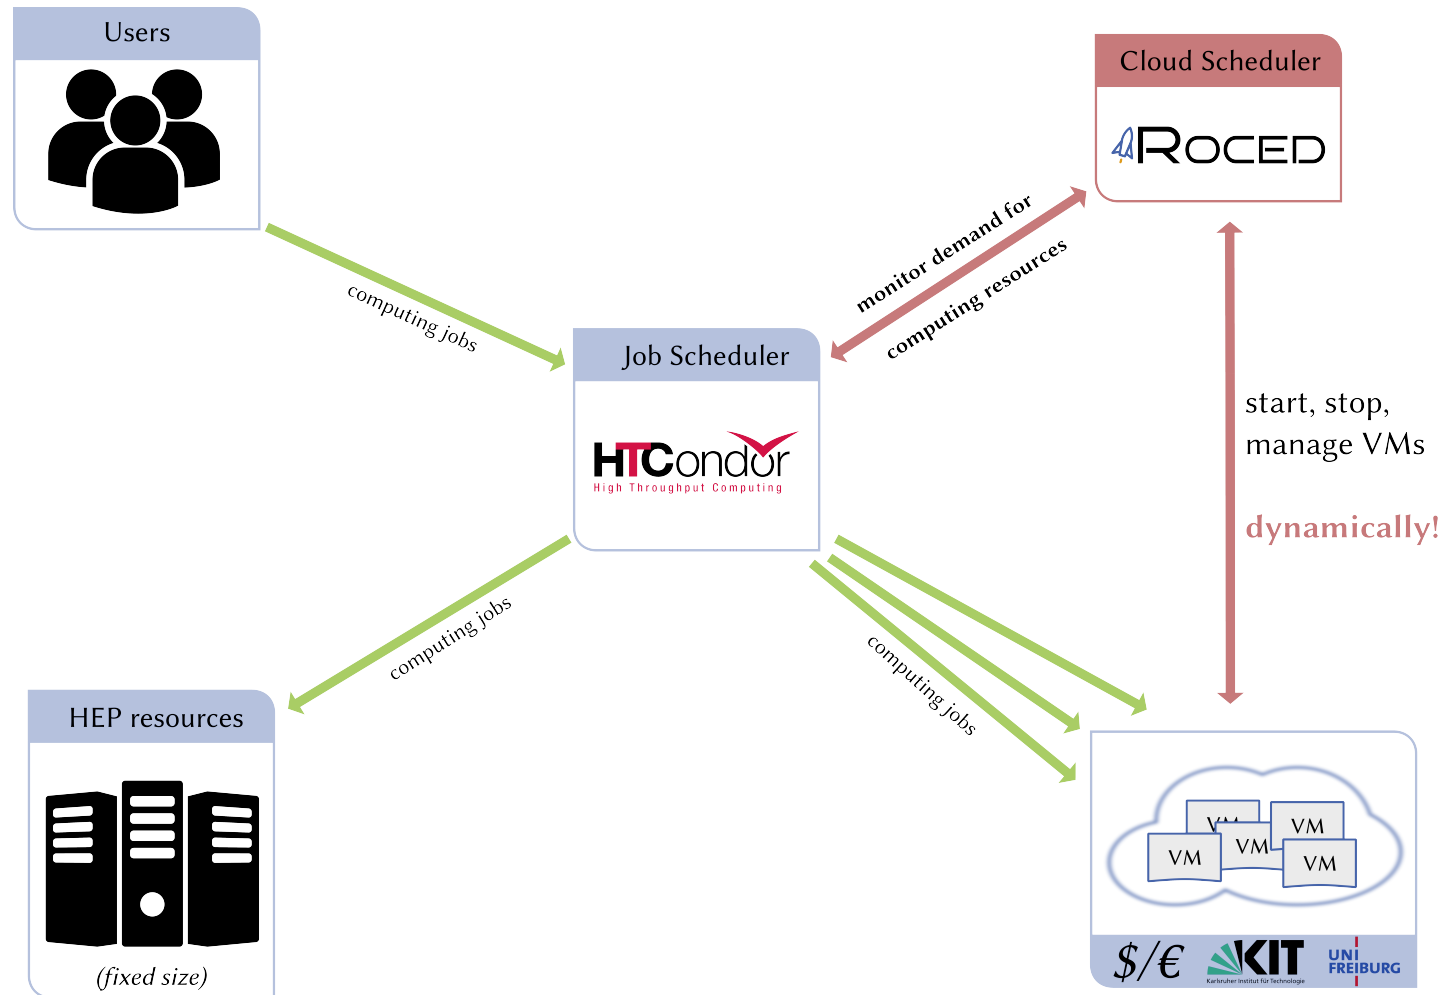 Users
Cloud Scheduler
ROCED
monitor demand for
computing resources
computing jobs
Job Scheduler
HTCondor
High Throughput Computing
start, stop,
manage VMs
dynamically!
computing jobs
computing jobs
HEP resources
(fixed size)
VM
VM
VM
VM
VM
$/€
KIT
Karlsruher Institut für Technologie
UNI
FREIBURG